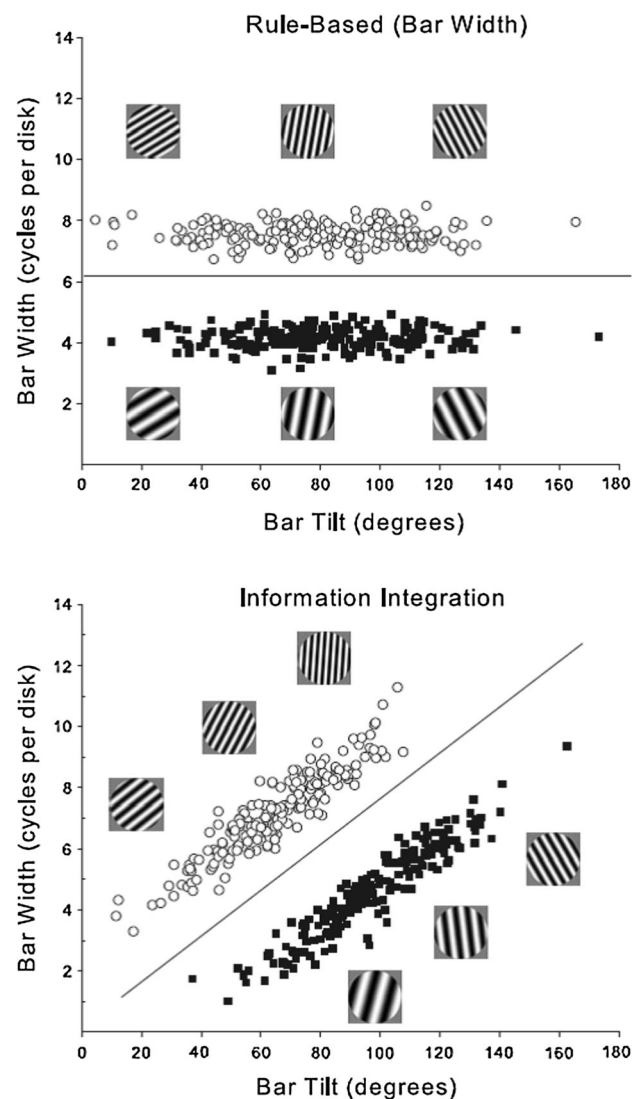 Rule-Based (Bar Width)
14
12
10
8
6
4
2
Bar Width (cycles per disk)
0 20 40 60 80 100 120 140 160 180
Bar Tilt (degrees)
Information Integration
14
12
10
8
6
4
2
0
Bar Width (cycles per disk)
0 20 40 60 80 100 120 140 160 180
Bar Tilt (degrees)